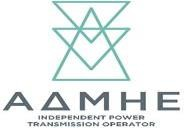 ΑΔΜΗΕ
INDEPENDENT POWER
TRANSMISSION OPERATOR